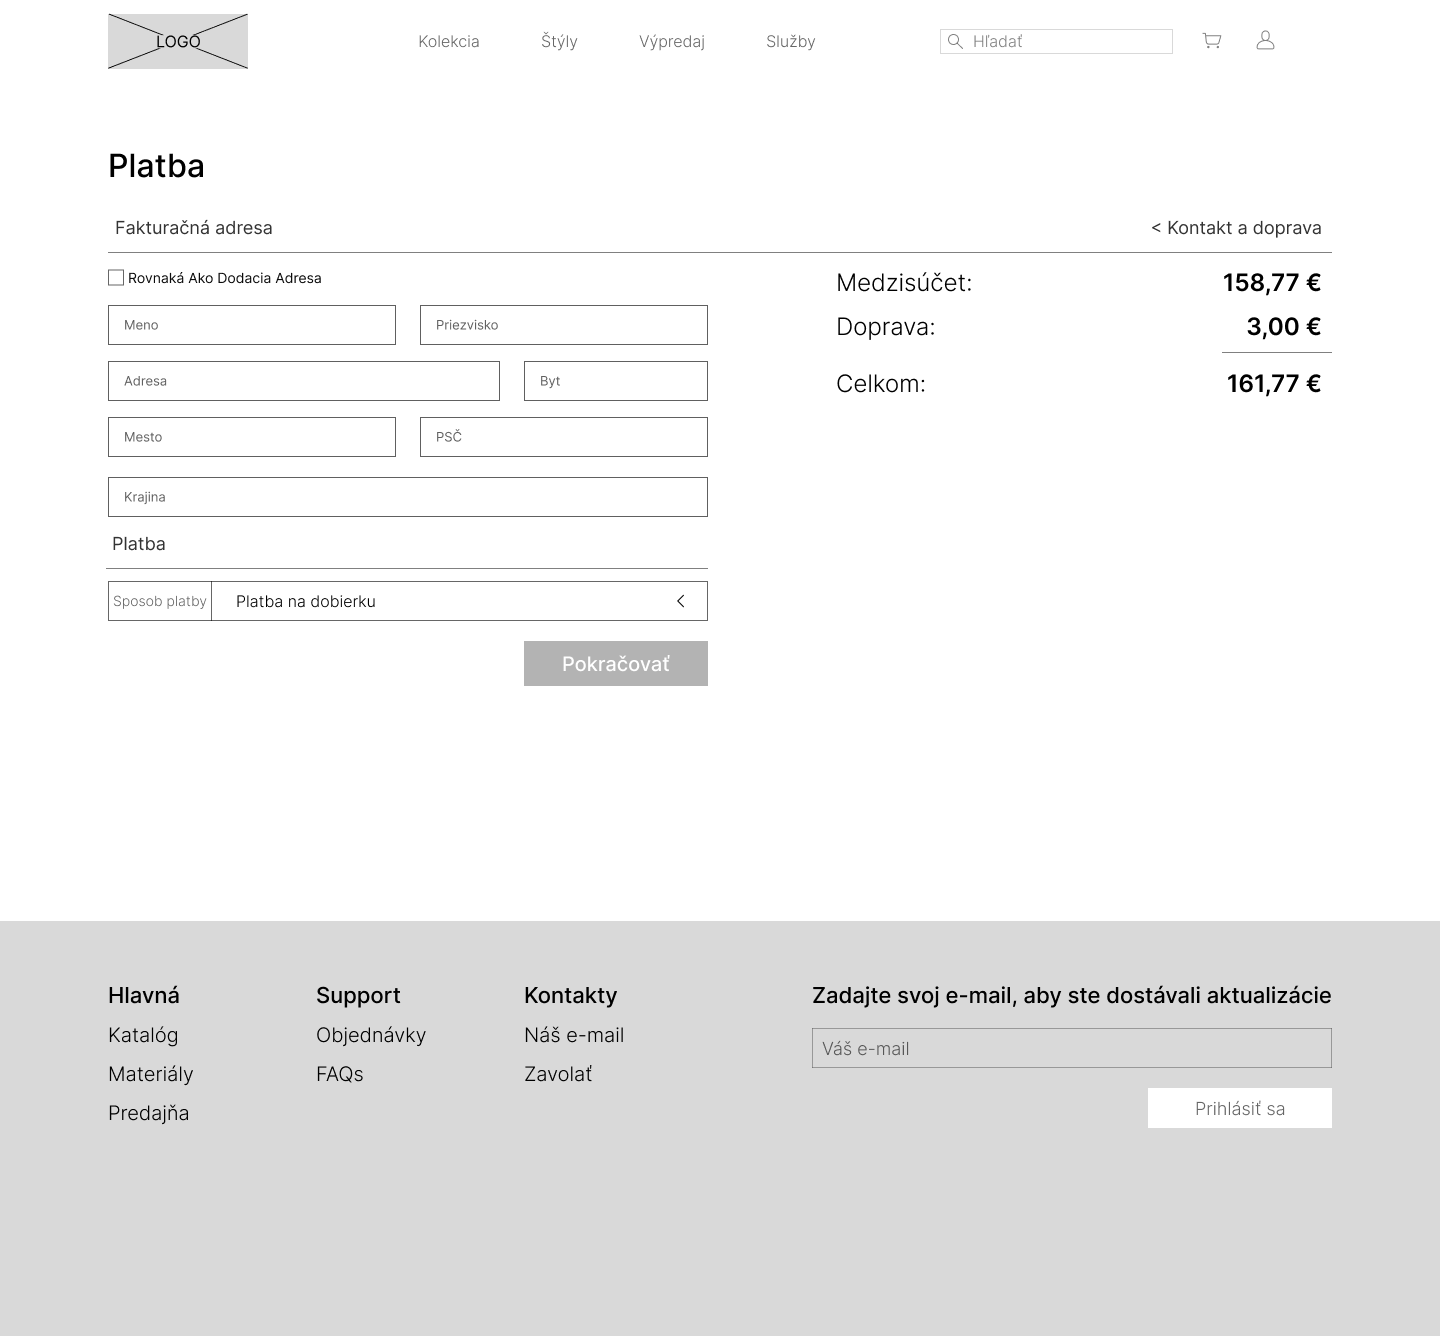 LOGO
Kolekcia Štýly Výpredaj Služby Hľadať
Platba
Fakturačná adresa
< Kontakt a doprava
Rovnaká Ako Dodacia Adresa
Meno Priezvisko
Adresa Byt
Mesto PSČ
Krajina
Platba
Sposob platby Platba na dobierku
Pokračovať
Medzisúčet: 158,77 €
Doprava: 3,00 €
Celkom: 161,77 €
Hlavná
Katalóg
Materiály
Predajňa
Support
Objednávky
FAQs
Kontakty
Náš e-mail
Zavolať
Zadajte svoj e-mail, aby ste dostávali aktualizácie
Váš e-mail
Prihlásiť sa